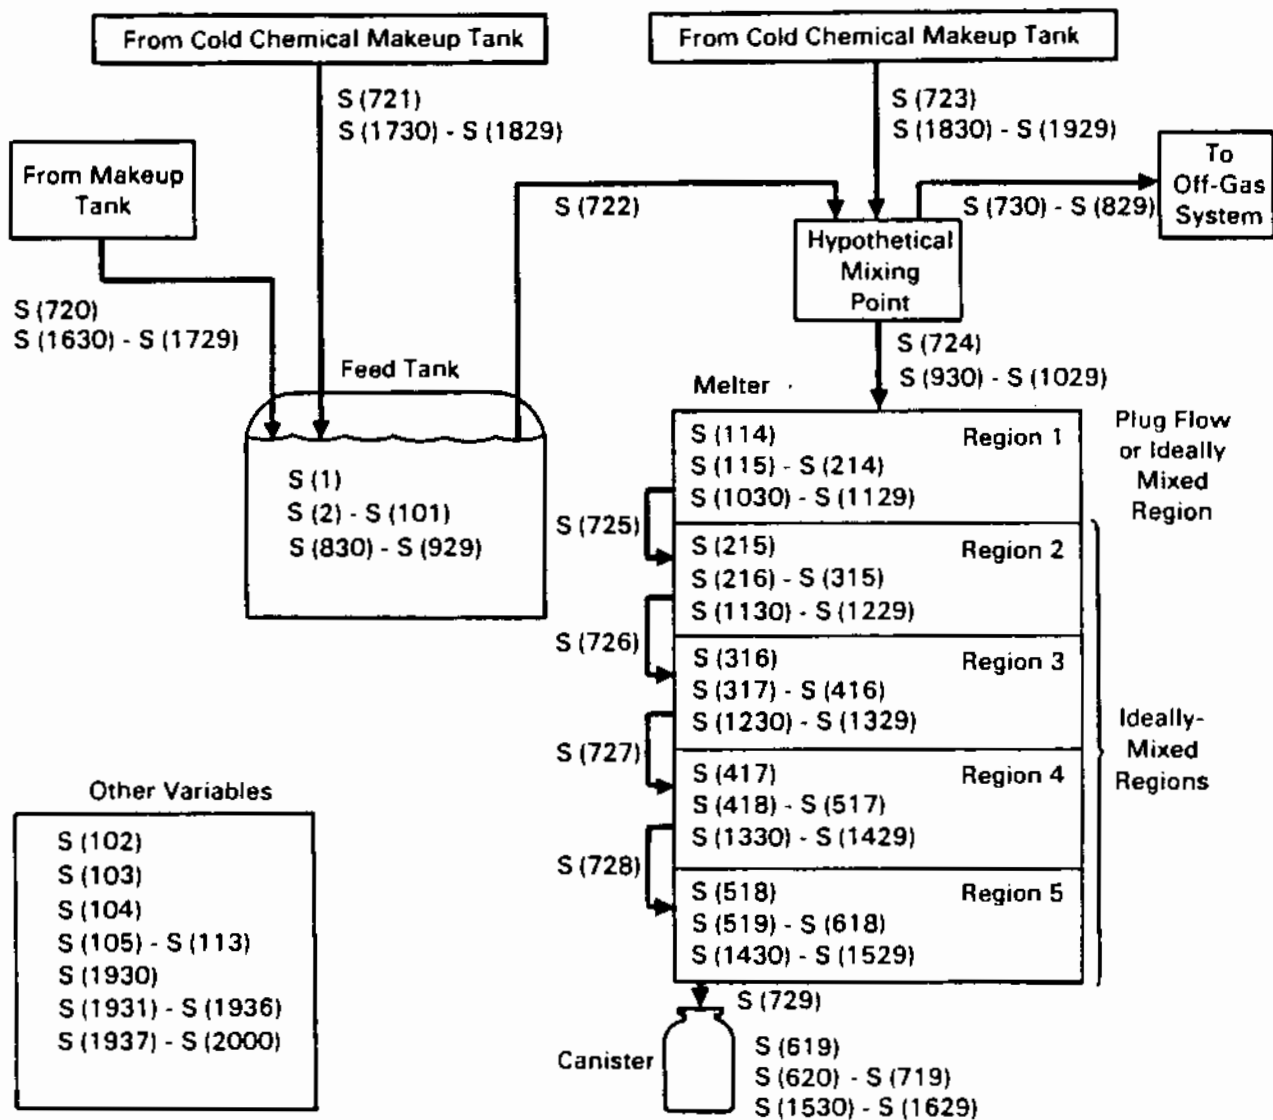 From Cold Chemical Makeup Tank
From Cold Chemical Makeup Tank
S (721)
S (1730) - S (1829)
S (723)
S (1830) - S (1929)
From Makeup
Tank
To
Off-Gas
System
S (722)
S (730) - S (829)
Hypothetical
Mixing
Point
S (720)
S (1630) - S (1729)
S (724)
S (930) - S (1029)
Feed Tank
Melter
S (1)
S (2) - S (101)
S (830) - S (929)
S (114)
Region 1
S (115) - S (214)
S (1030) - S (1129)
Plug Flow
or Ideally
Mixed
Region
S (725)
S (215)
Region 2
S (216) - S (315)
S (1130) - S (1229)
S (726)
S (316)
Region 3
S (317) - S (416)
S (1230) - S (1329)
S (727)
S (417)
Region 4
S (418) - S (517)
S (1330) - S (1429)
Ideally-
Mixed
Regions
S (728)
S (518)
Region 5
S (519) - S (618)
S (1430) - S (1529)
Other Variables
S (102)
S (103)
S (104)
S (105) - S (113)
S (1930)
S (1931) - S (1936)
S (1937) - S (2000)
S (729)
Canister
S (619)
S (620) - S (719)
S (1530) - S (1629)